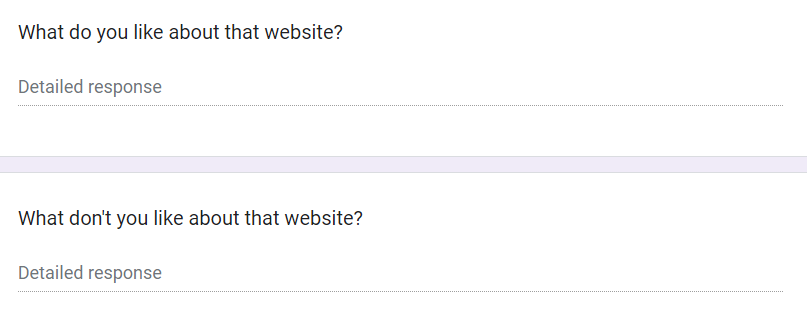 What do you like about that website?
Detailed response
What don't you like about that website?
Detailed response